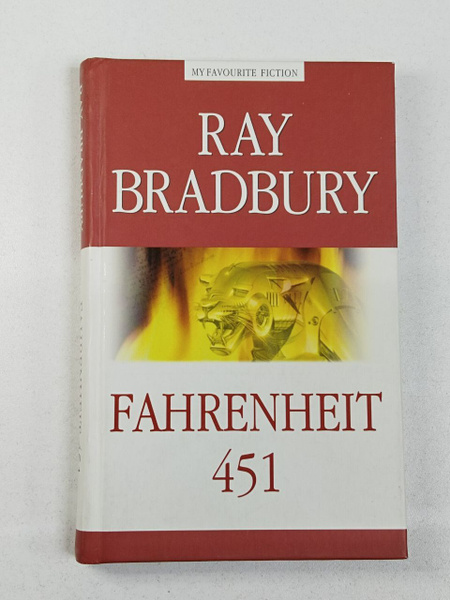 MY FAVOURITE FICTION
RAY
BRADBURY
FAHRENHEIT
451